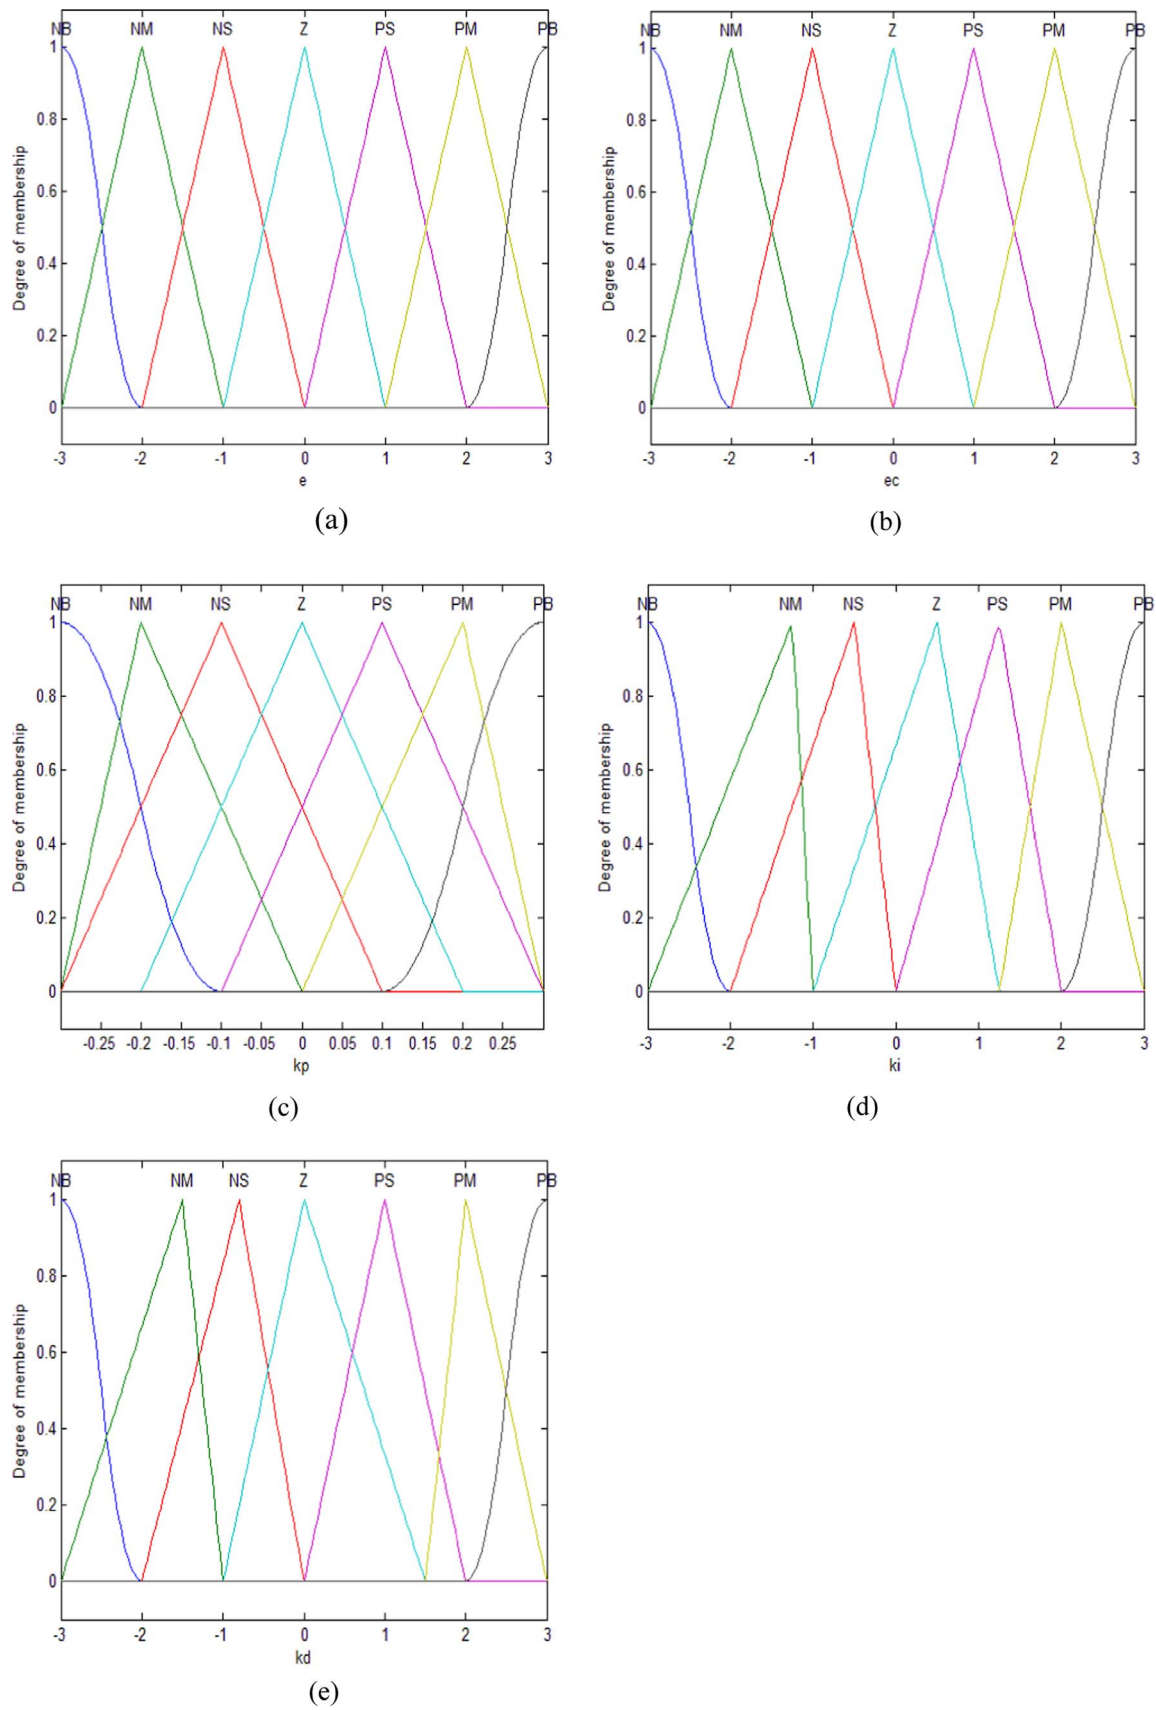 NB NM NS Z PS PM PB
1
0.8
0.6
0.4
0.2
0
Degree of membership
-3 -2 -1 0 1 2 3
e
(a)
NB NM NS Z PS PM PB
1
0.8
0.6
0.4
0.2
0
Degree of membership
-3 -2 -1 0 1 2 3
ec
(b)
NB NM NS Z PS PM PB
1
0.8
0.6
0.4
0.2
0
Degree of membership
-0.25 -0.2 -0.15 -0.1 -0.05 0 0.05 0.1 0.15 0.2 0.25
kp
(c)
NB NM NS Z PS PM PB
1
0.8
0.6
0.4
0.2
0
Degree of membership
-3 -2 -1 0 1 2 3
ki
(d)
NB NM NS Z PS PM PB
1
0.8
0.6
0.4
0.2
0
Degree of membership
-3 -2 -1 0 1 2 3
kd
(e)